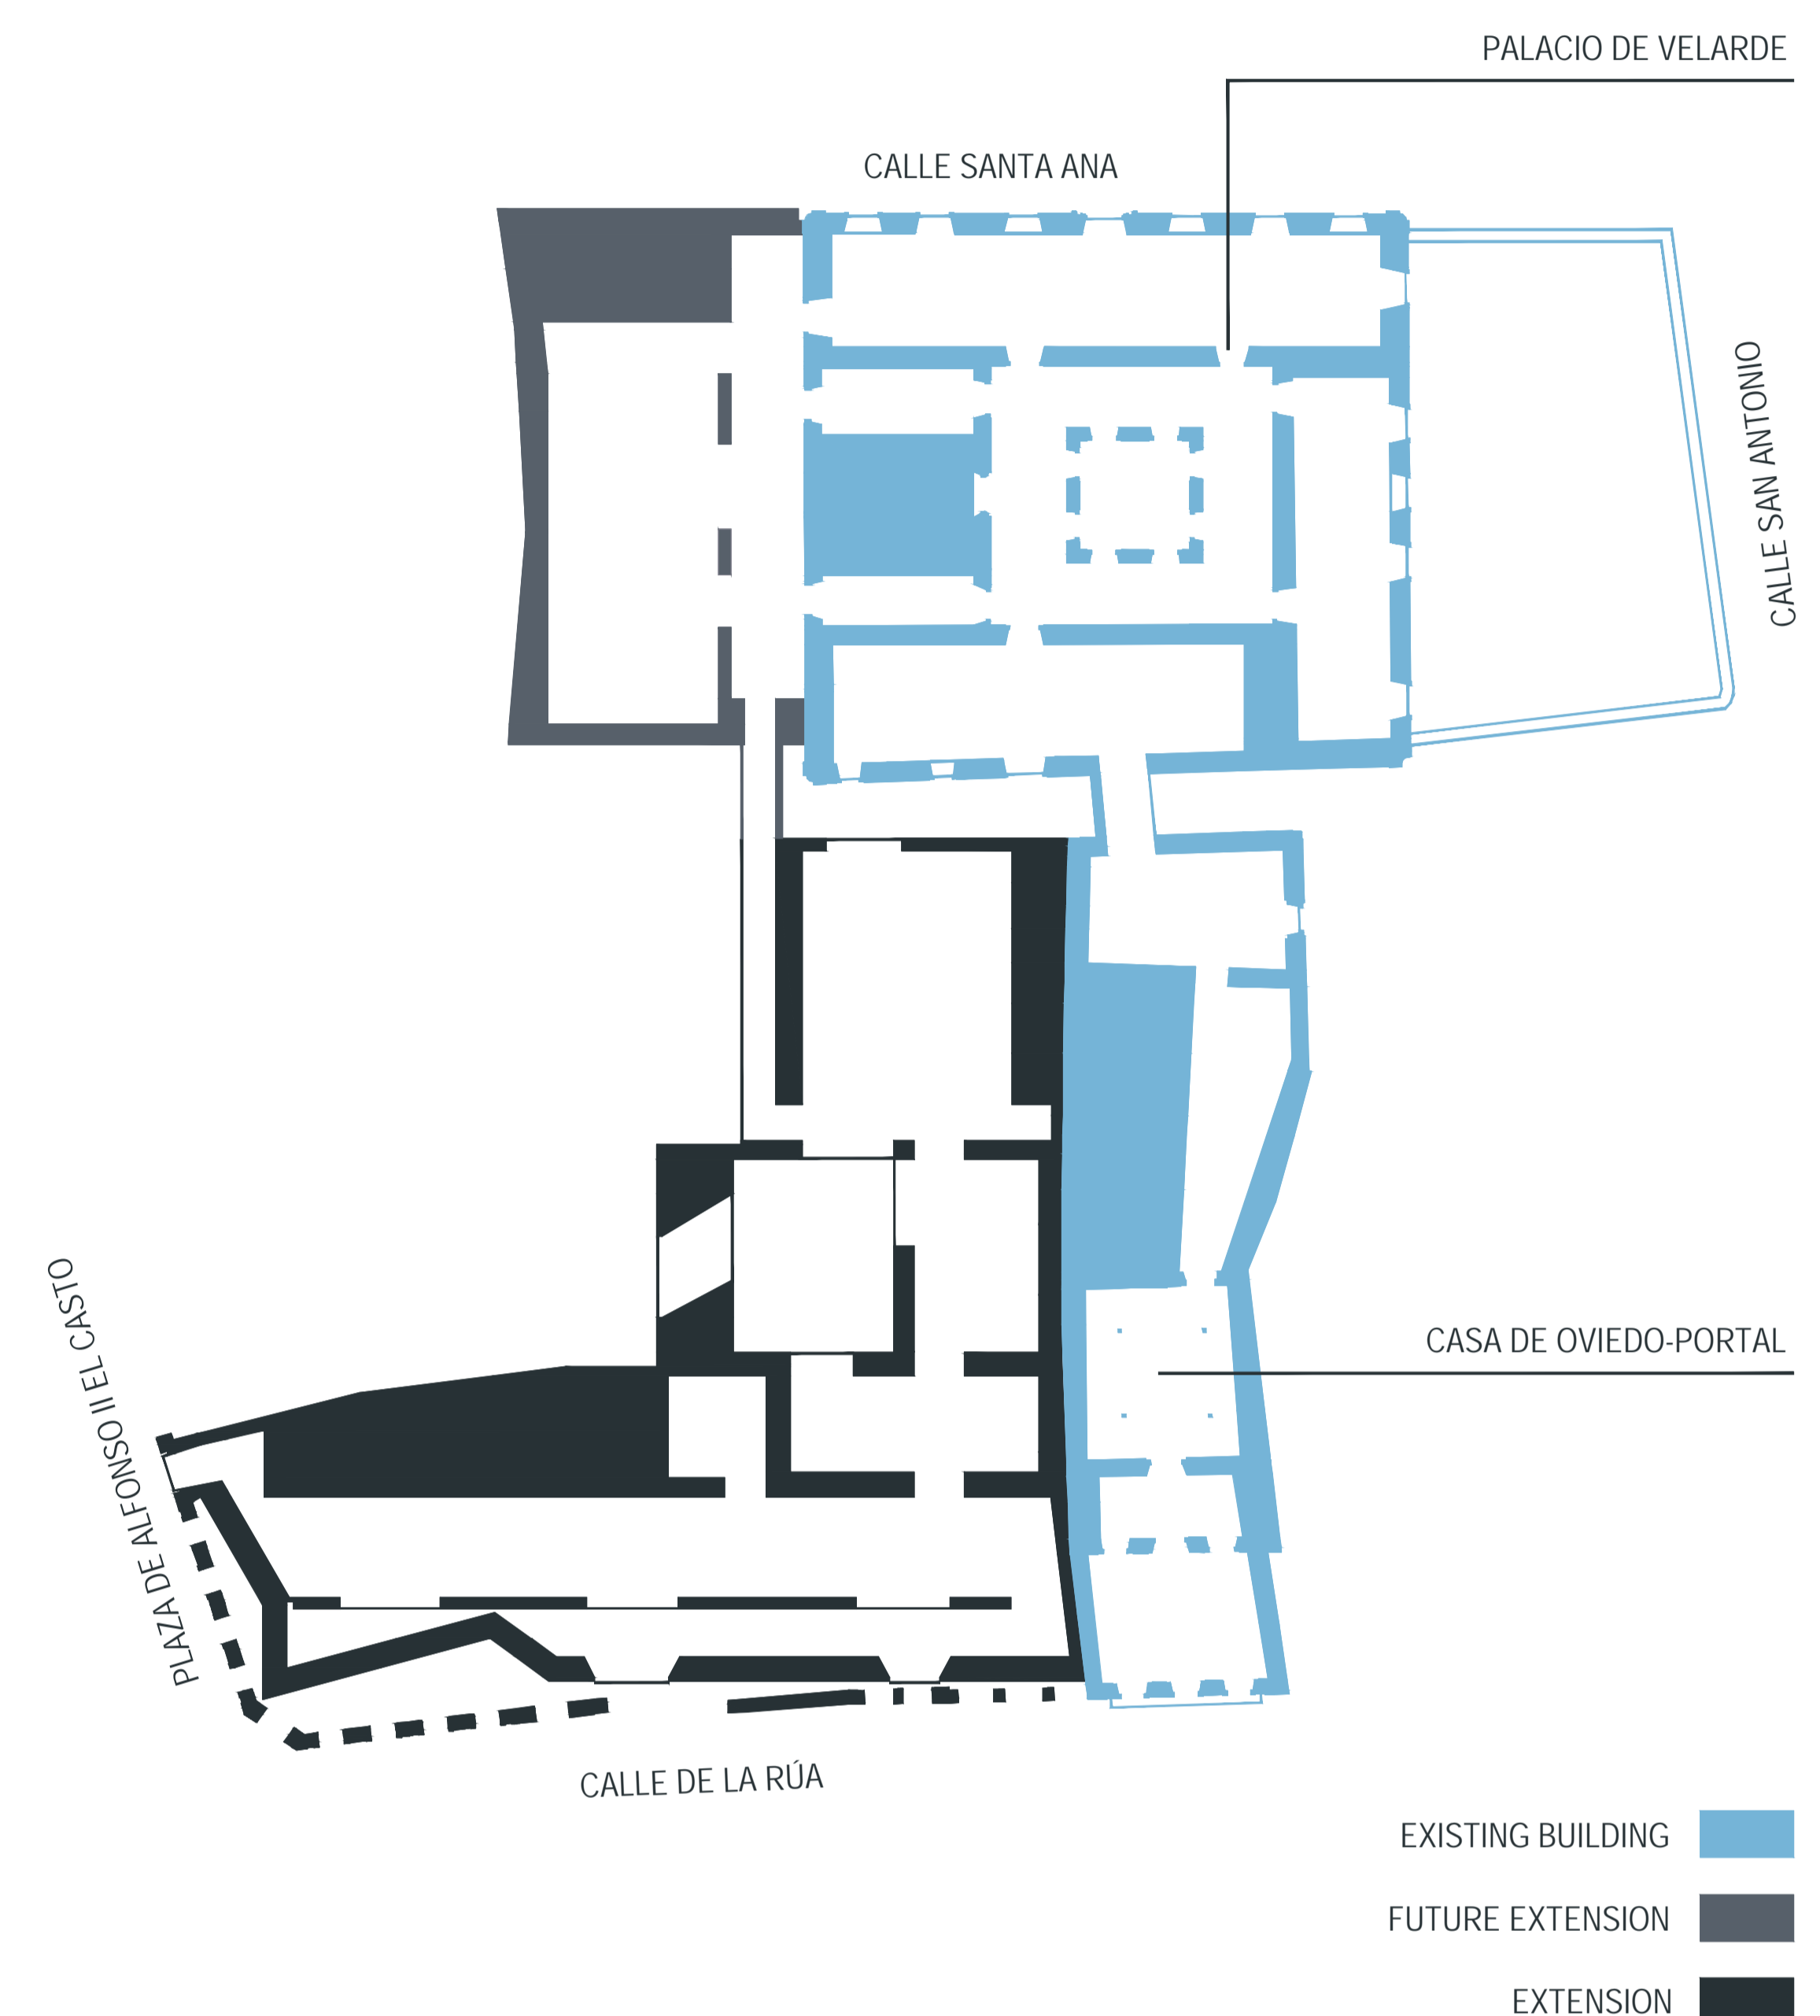 PALACIO DE VELARDE
CALLE SANTA ANA
CALLE SAN ANTONIO
PLAZA DE ALFONSO II EL CASTO
CASA DE OVIEDO-PORTAL
CALLE DE LA RÚA
EXISTING BUILDING
FUTURE EXTENSION
EXTENSION